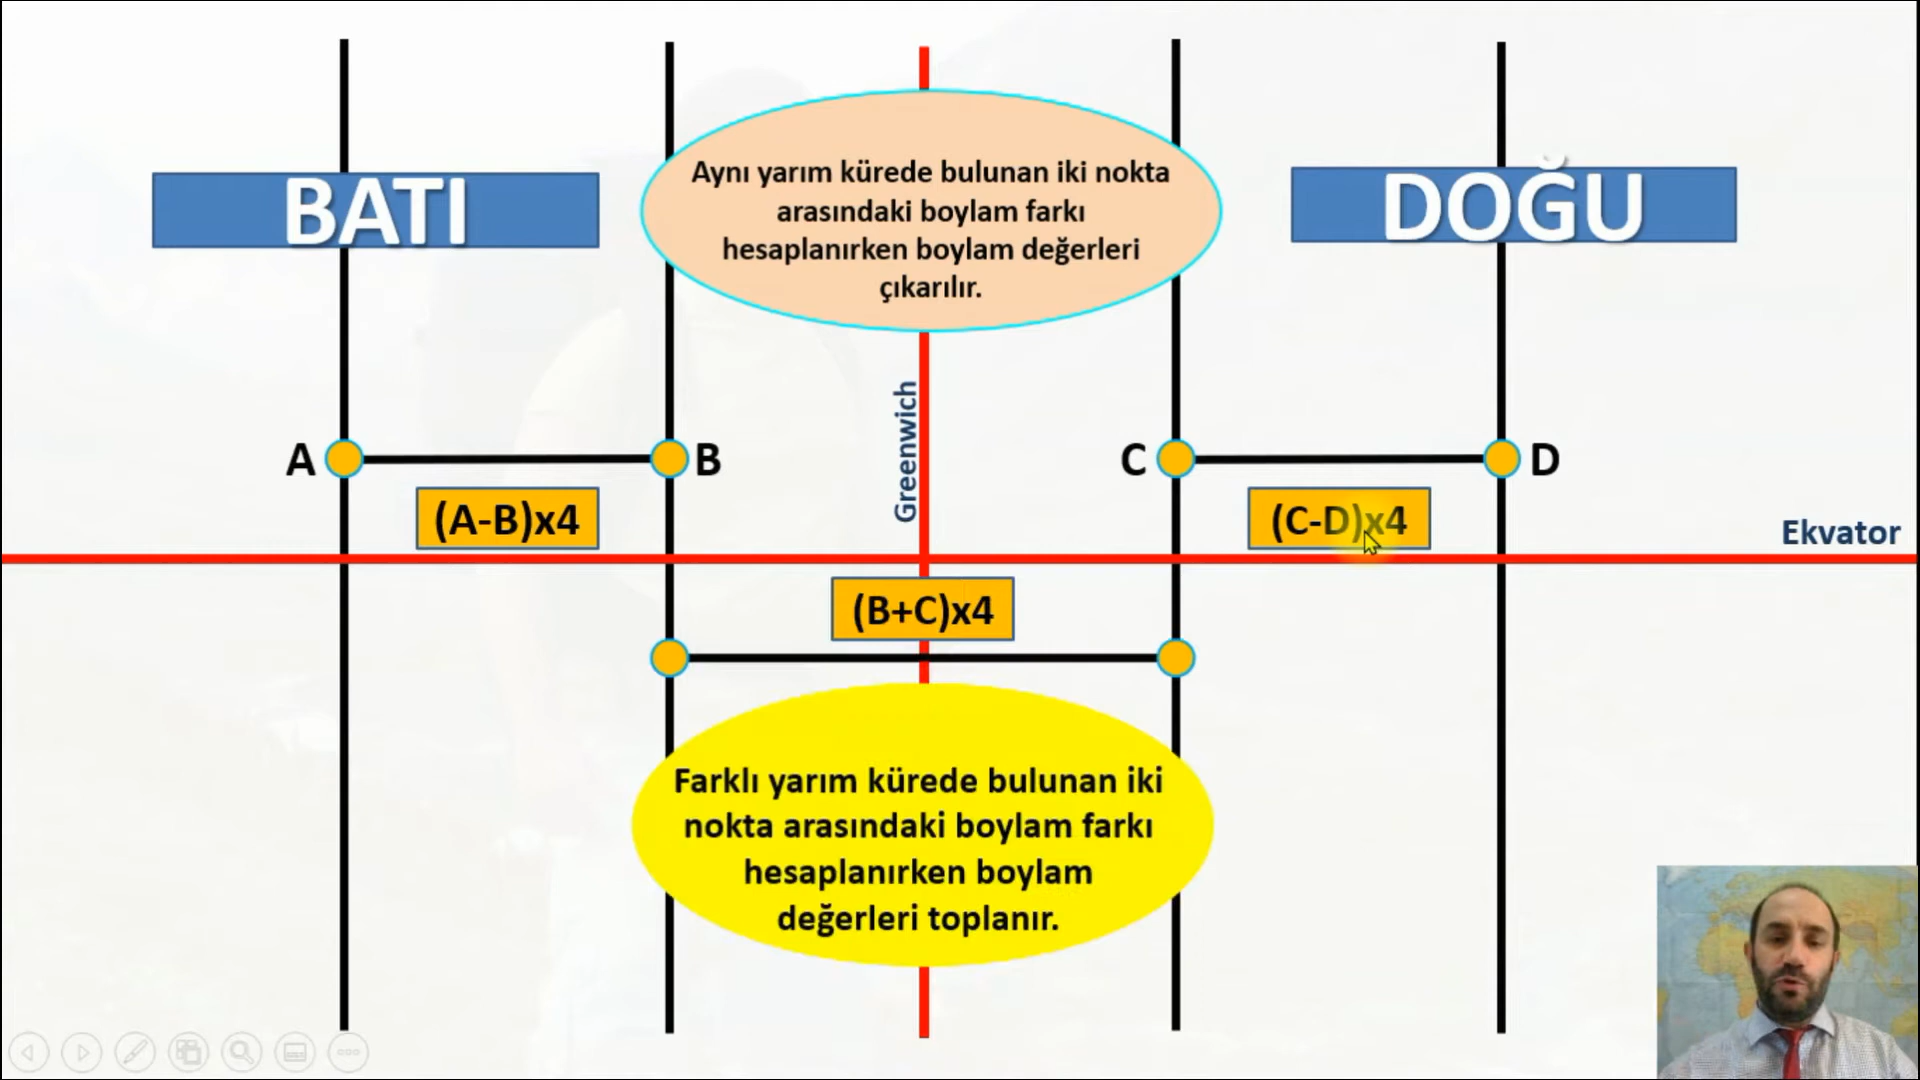 BATI
Aynı yarım kürede bulunan iki nokta
arasındaki boylam farkı
hesaplanırken boylam değerleri
çıkarılır.
DOĞU
Greenwich
A
B
C
D
(A-B)x4
(C-D)x4
Ekvator
(B+C)x4
Farklı yarım kürede bulunan iki
nokta arasındaki boylam farkı
hesaplanırken boylam
değerleri toplanır.